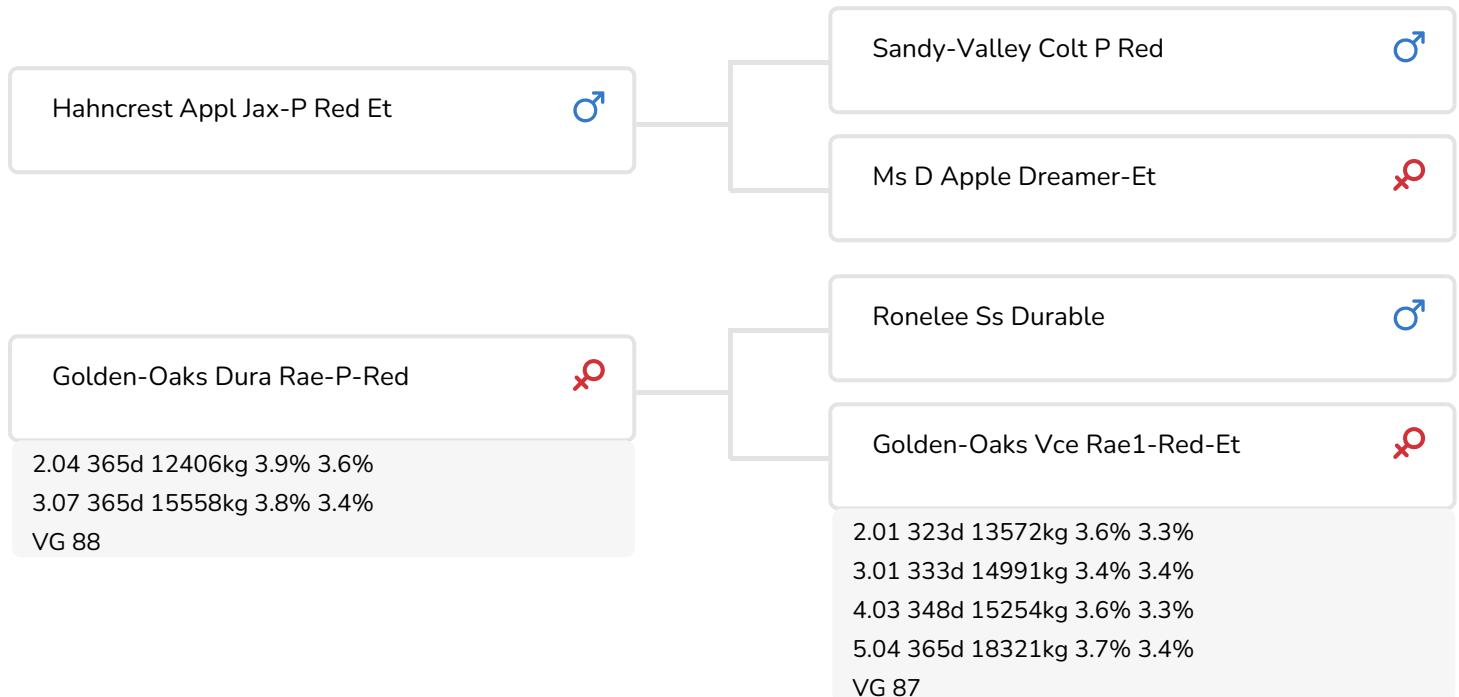 Hahncrest Appl Jax-P Red Et
Sandy-Valley Colt P Red
Ms D Apple Dreamer-Et
Golden-Oaks Dura Rae-P-Red
2.04 365d 12406kg 3.9% 3.6%
3.07 365d 15558kg 3.8% 3.4%
VG 88
Ronelee Ss Durable
Golden-Oaks Vce Rae1-Red-Et
2.01 323d 13572kg 3.6% 3.3%
3.01 333d 14991kg 3.4% 3.4%
4.03 348d 15254kg 3.6% 3.3%
5.04 365d 18321kg 3.7% 3.4%
VG 87